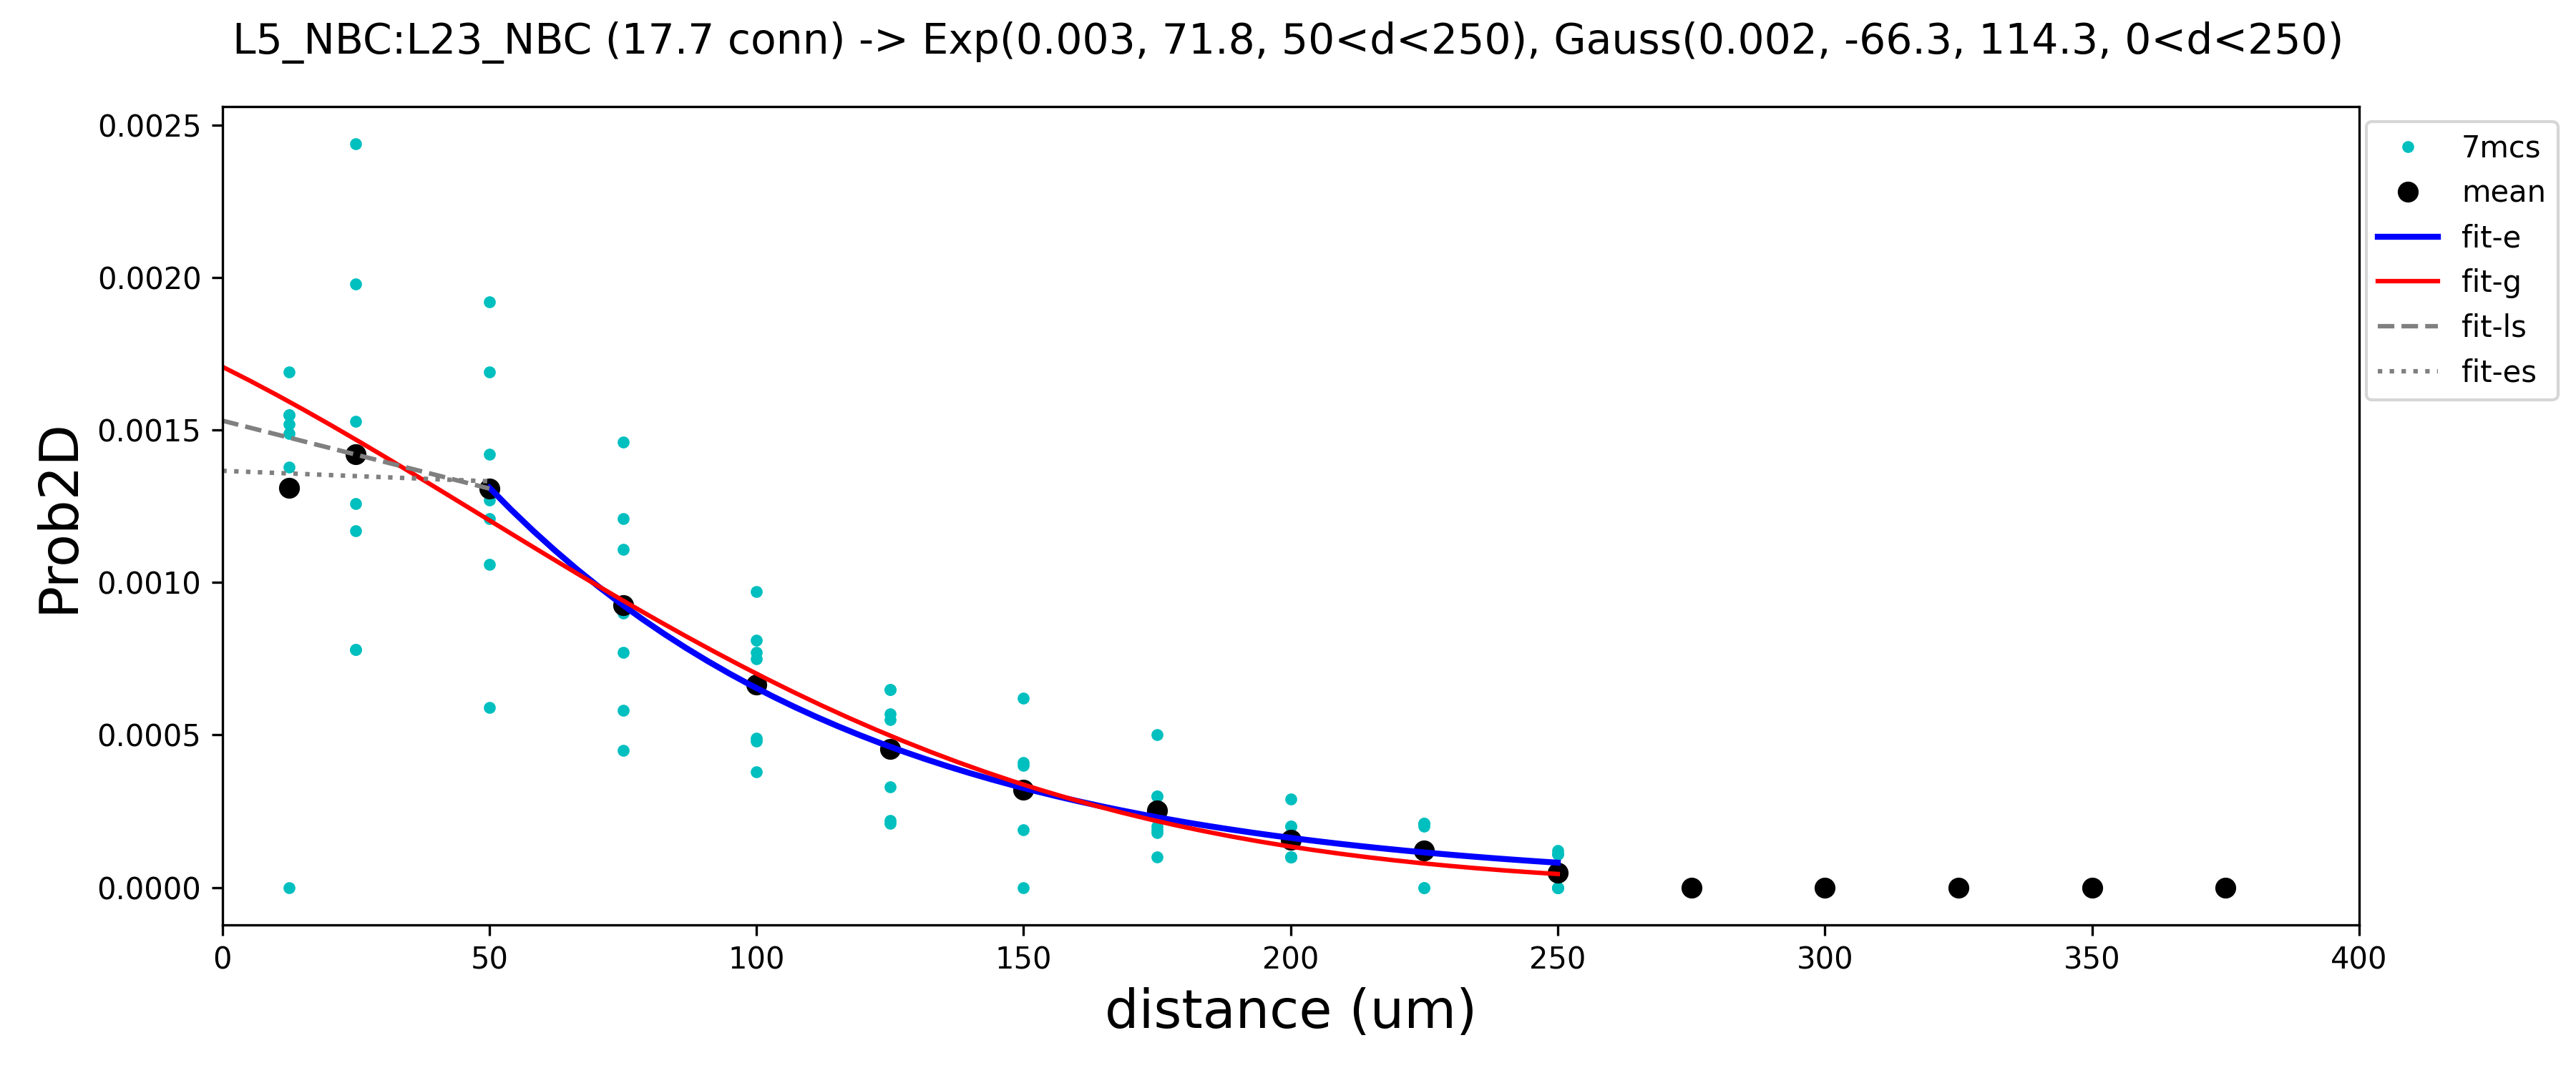 L5_NBC:L23_NBC (17.7 conn) -> Exp(0.003, 71.8, 50<d<250), Gauss(0.002, -66.3, 114.3, 0<d<250)
0.0025
0.0020
0.0015
0.0010
0.0005
0.0000
Prob2D
0 50 100 150 200 250 300 350 400
distance (um)
7mcs
mean
fit-e
fit-g
fit-ls
fit-es